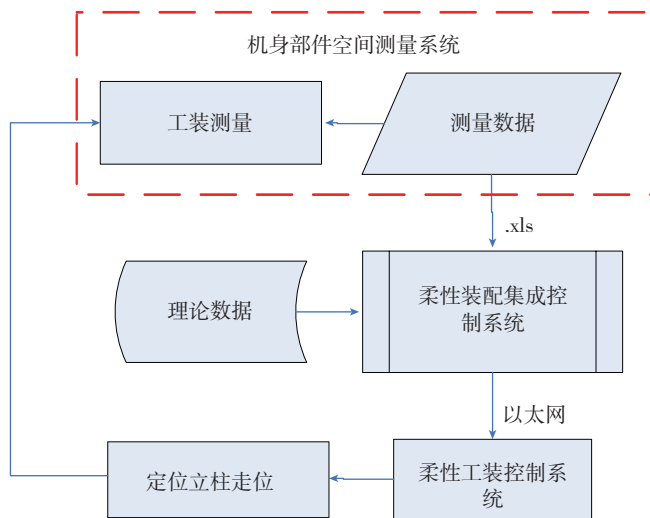 机身部件空间测量系统
工装测量
测量数据
.xls
理论数据
柔性装配集成控
制系统
以太网
定位立柱走位
柔性工装控制系
统